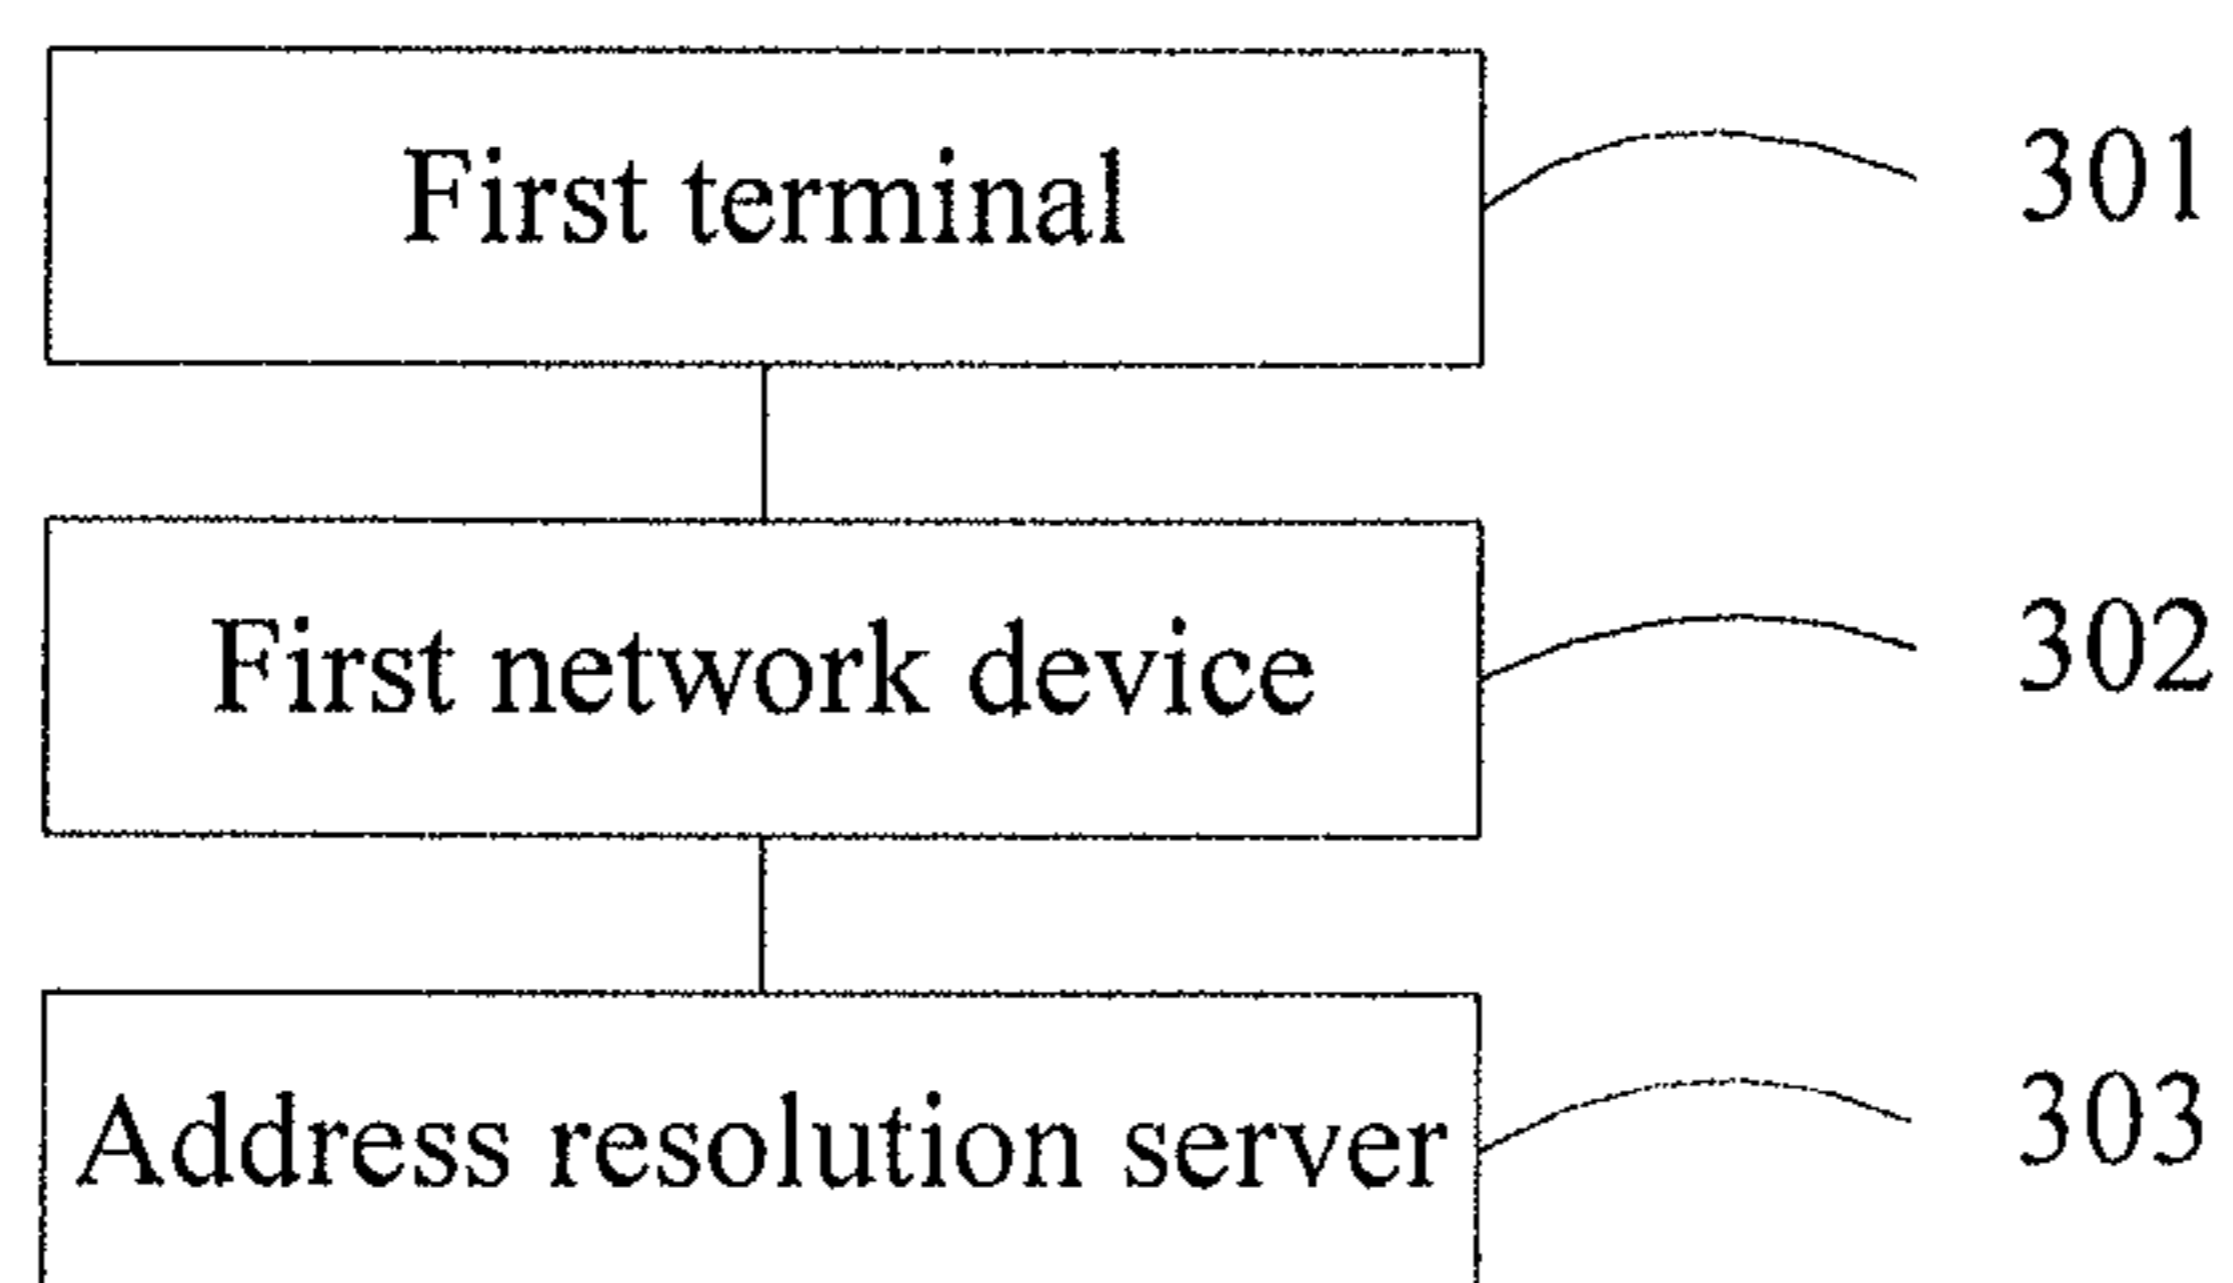 First terminal 301
First network device 302
Address resolution server 303